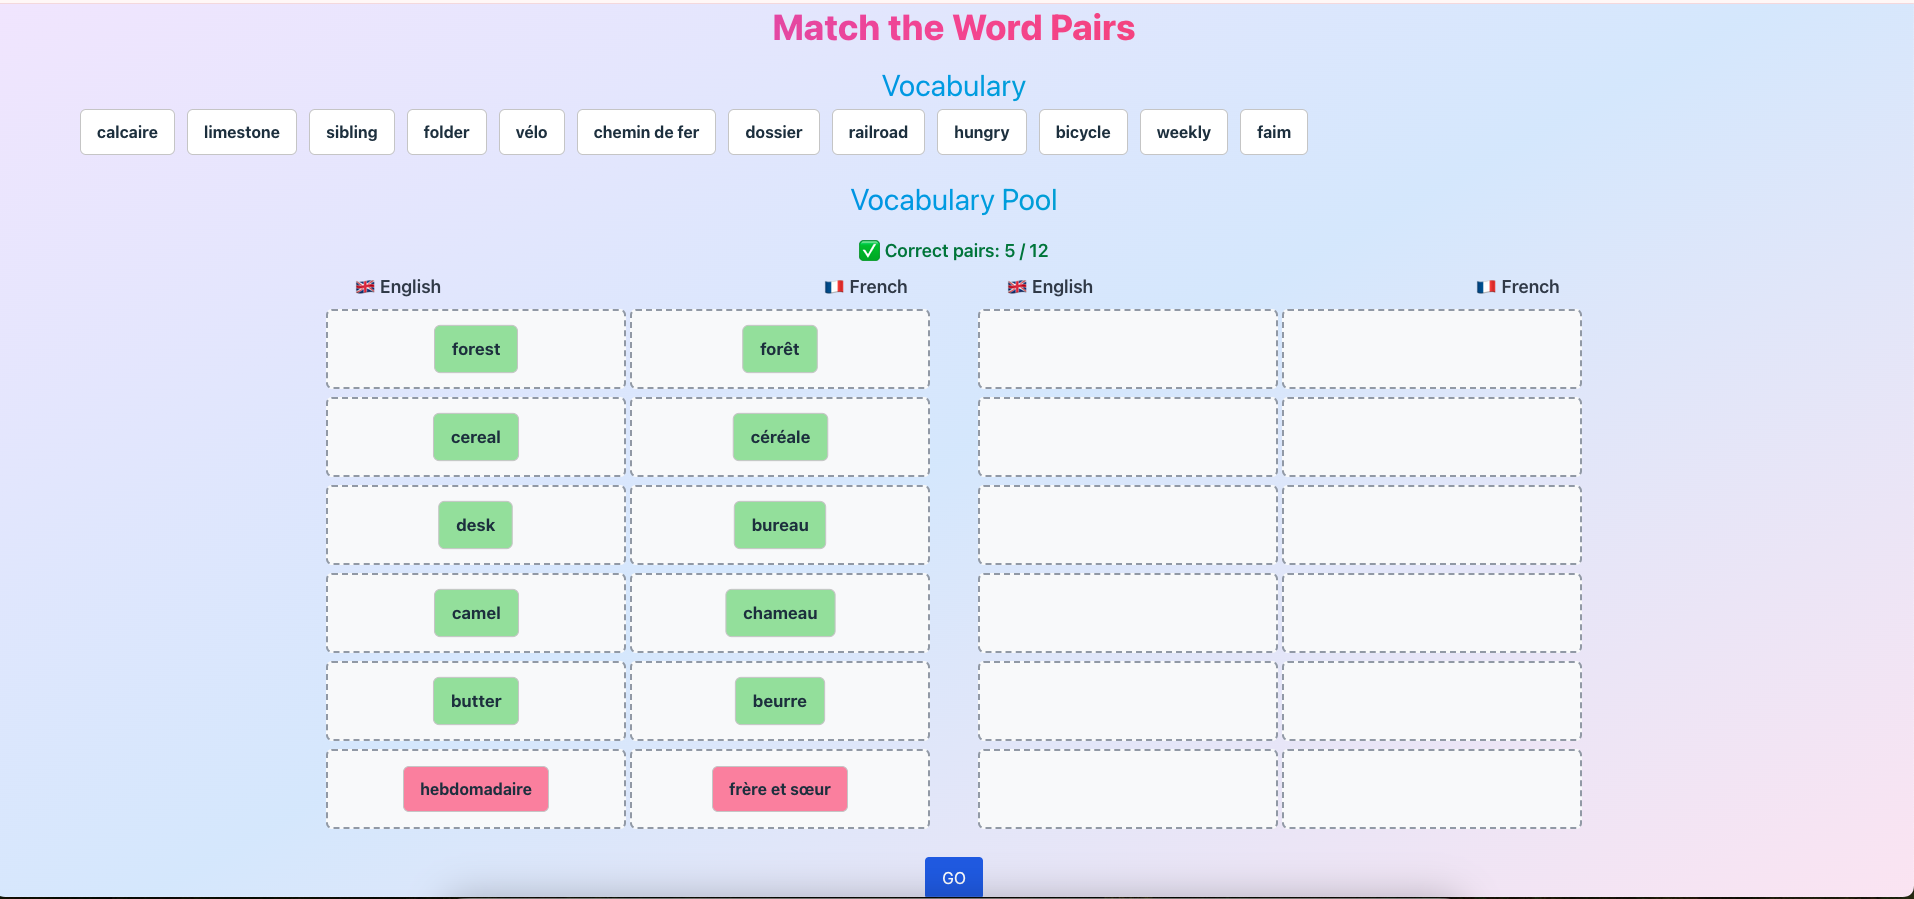 Match the Word Pairs
Vocabulary
calcaire limestone sibling folder vélo chemin de fer dossier railroad hungry bicycle weekly faim
Vocabulary Pool
✅ Correct pairs: 5 / 12
🇬🇧 English 🇫🇷 French 🇬🇧 English 🇫🇷 French
forest forêt
cereal céréale
desk bureau
camel chameau
butter beurre
hebdomadaire frère et sœur
GO